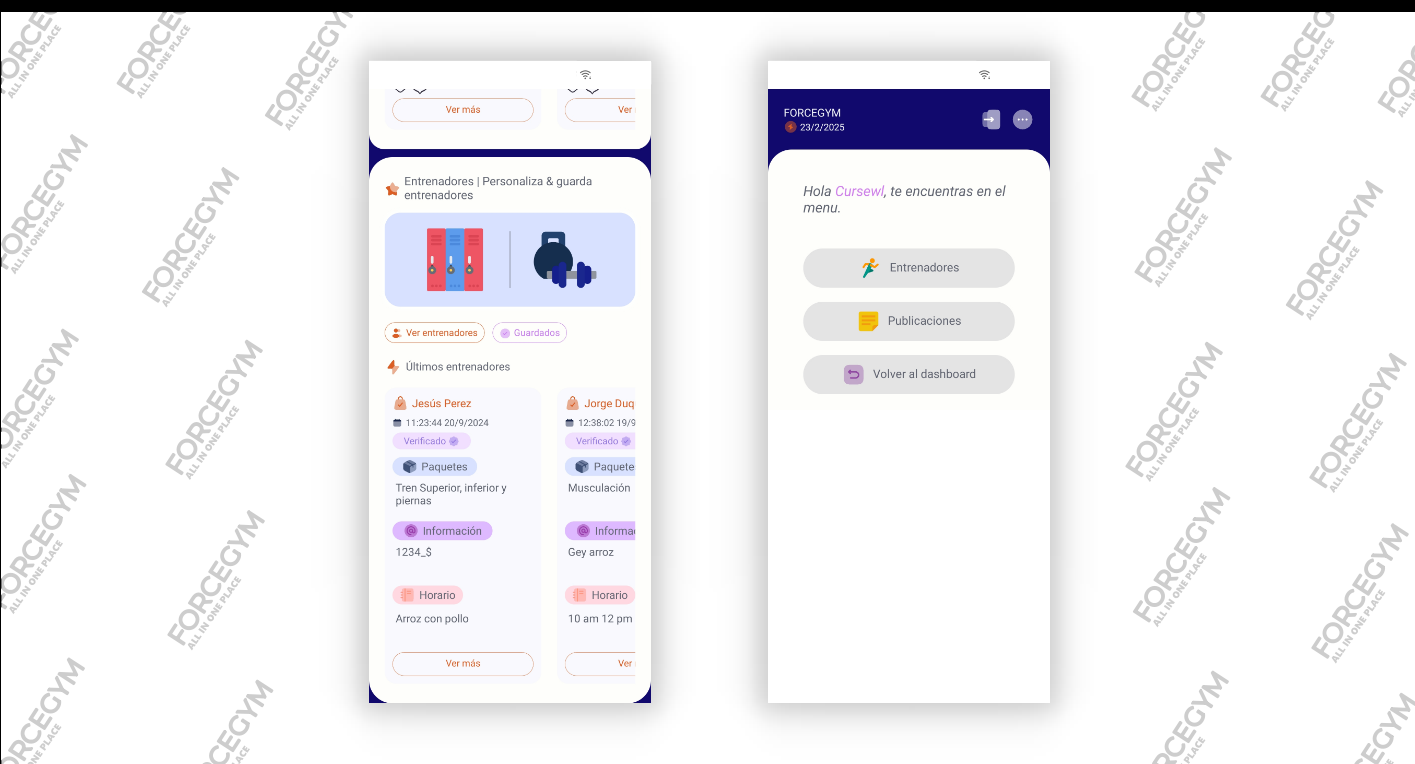 Ver más
Ver
Entrenadores | Personaliza & guarda
entrenadores
Ver entrenadores
Guardados
Últimos entrenadores
Jesús Perez
11:23:44 20/9/2024
Verificado
Paquetes
Tren Superior, inferior y
piernas
Información
1234_$
Horario
Arroz con pollo
Ver más
Jorge Duq
12:38:02 19/9
Verificado
Paquete
Musculación
Informa
Gey arroz
Horario
10 am 12 pm
Ver
FORCEGYM
23/2/2025
Hola Cursewl, te encuentras en el
menu.
Entrenadores
Publicaciones
Volver al dashboard
FORCEGYM
ALL IN ONE PLACE